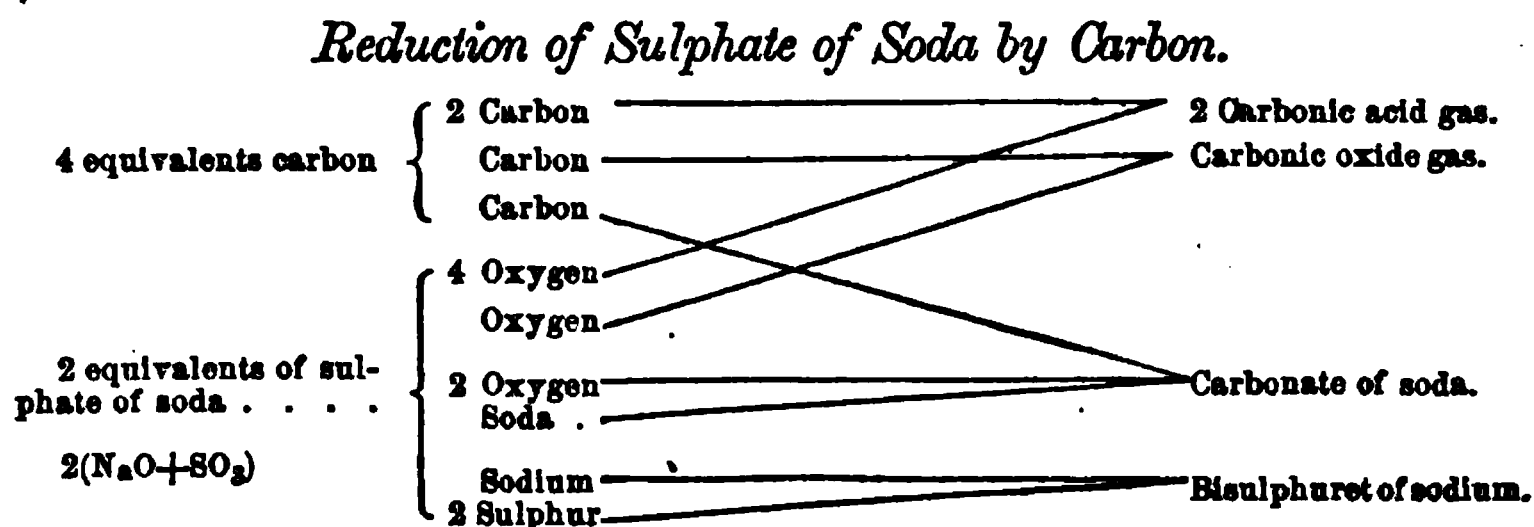 Reduction of Sulphate of Soda by Carbon.
2 Carbon
2 Carbonic acid gas.
4 equivalents carbon
Carbon
Carbonic oxide gas.
Carbon
4 Oxygen
Oxygen
2 equivalents of sul-
phate of soda . . . .
2 Oxygen
Carbonate of soda.
Soda .
2(NaO+SO₃)
Sodium
Bisulphuret of sodium.
2 Sulphur